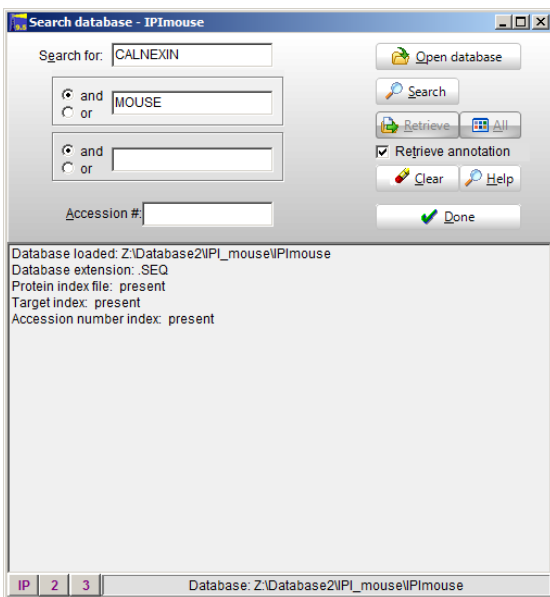 9.5 Search database - IPImouse
Search for: CALNEXIN
Open database
and
or
MOUSE
Search
Retrieve All
and
or
Retrieve annotation
Clear Help
Accession #:
Done
Database loaded: Z:\Database2\IPI_mouse\IPImouse
Database extension: .SEQ
Protein index file: present
Target index: present
Accession number index: present
IP 2 3 Database: Z:\Database2\IPI_mouse\IPImouse